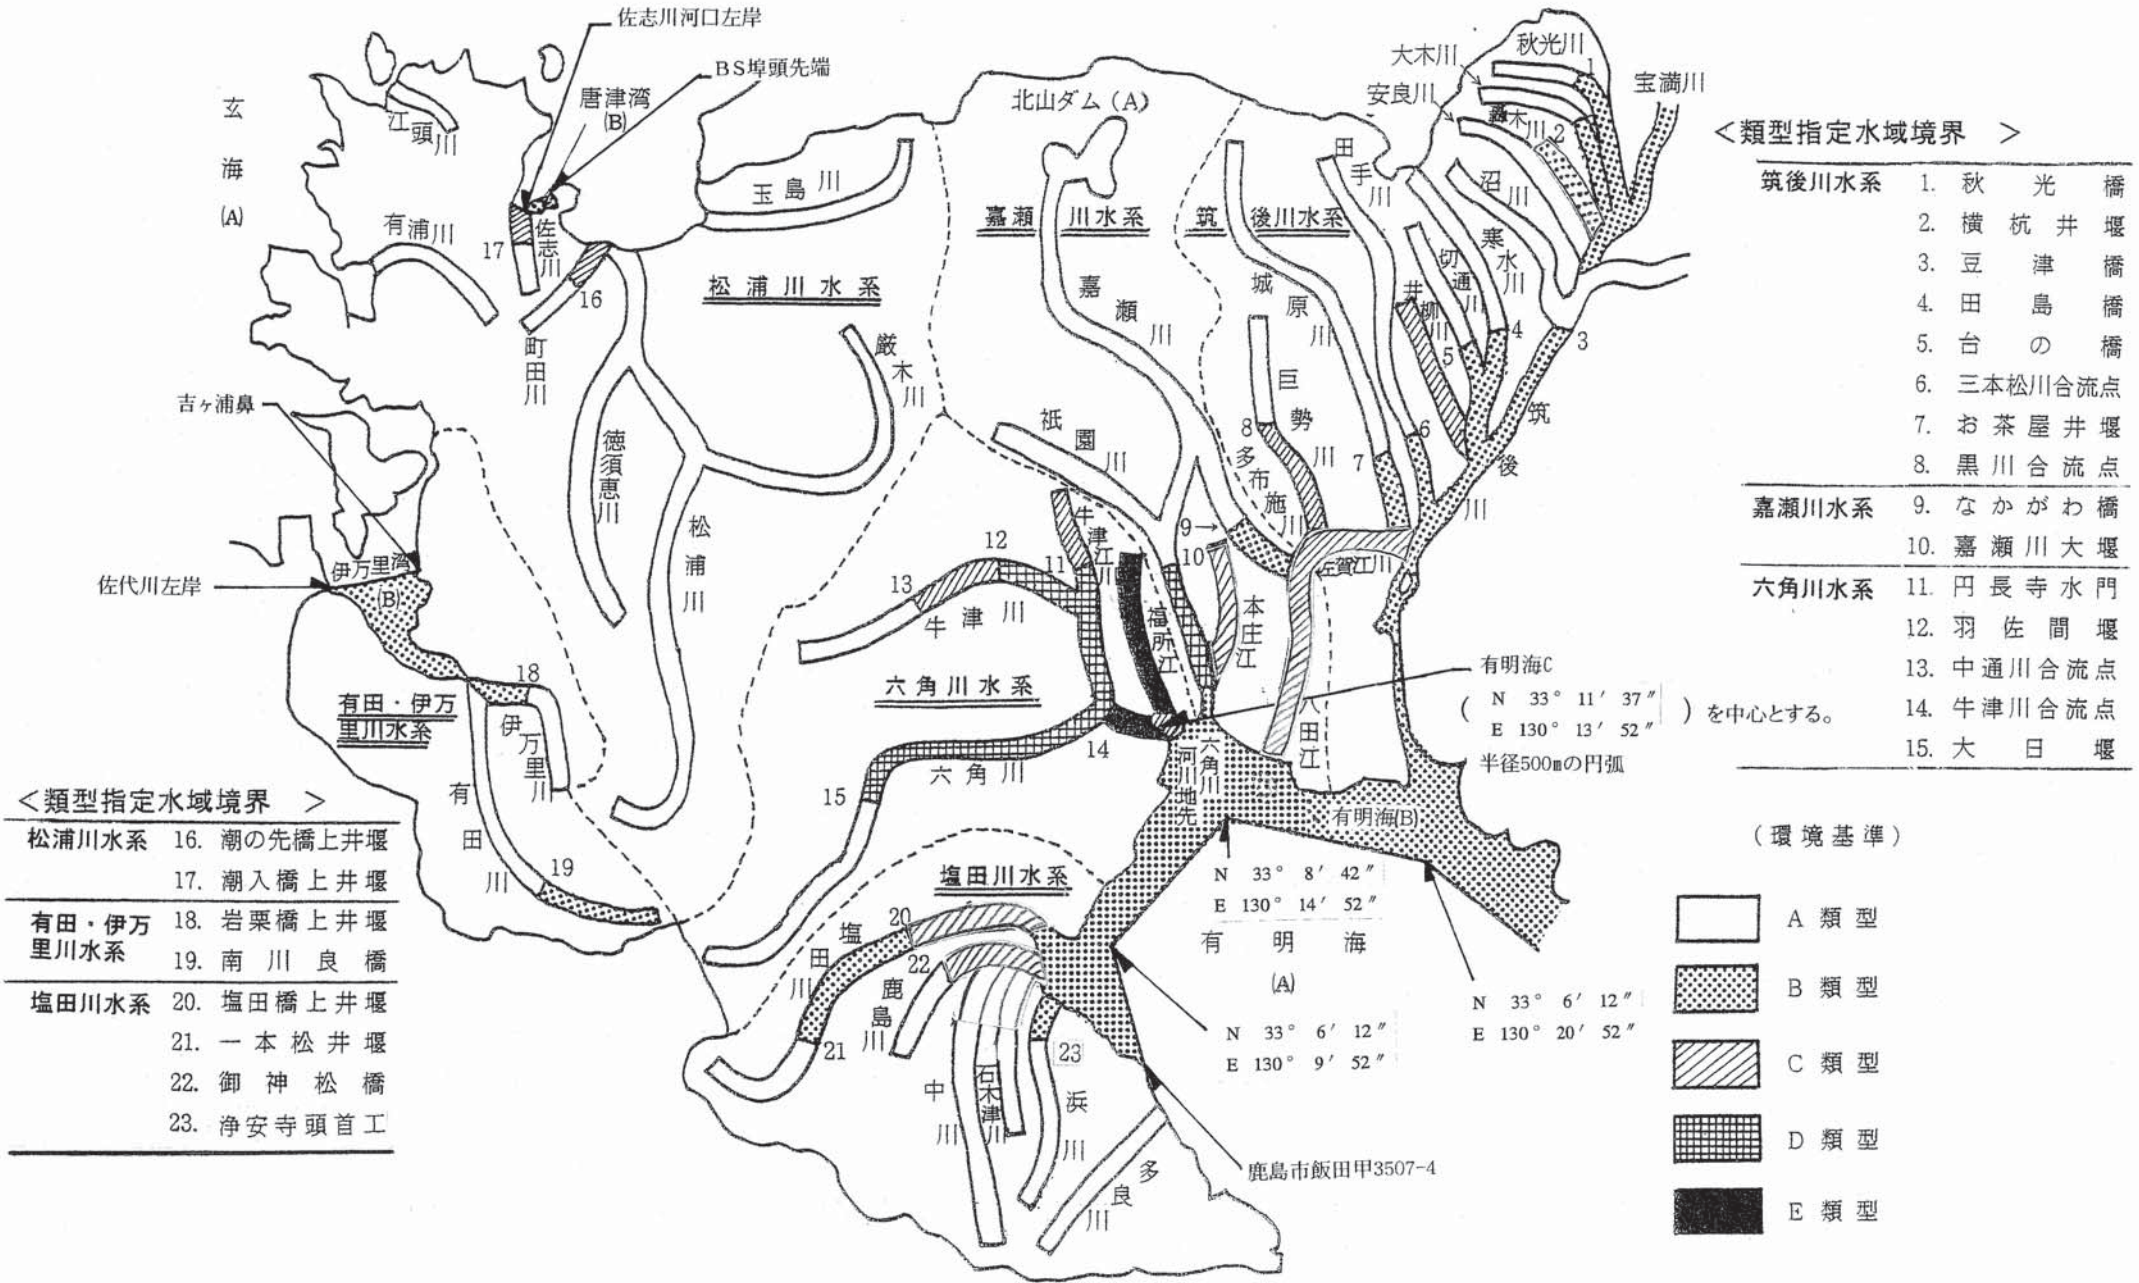 佐志川河口左岸
BS埠頭先端
唐津湾
(B)
玄海
(A)
江頭川
有浦川
17
佐志川
16
町田川
玉島川
松浦川水系
厳木川
徳須恵川
松浦川
吉ヶ浦鼻
佐代川左岸
伊万里湾
(B)
18
有田・伊万
里川水系
伊万里川
有田川
19
北山ダム(A)
嘉瀬川水系
筑後川水系
嘉瀬川
祇園川
城原川
巨勢川
8
多布施川
7
田手川
6
大木川
安良川
秋光川
1
2
宝満川
沼川
寒水川
切通川
井柳川
5
4
3
筑後川
9→
10
佐賀江川
本庄江
八田江
牛津江川
11
12
13
牛津川
福所江
六角川水系
14
六角川
15
六角川
河川地先
有明海(B)
有明海C
( N 33° 11′ 37″
E 130° 13′ 52″ ) を中心とする。
半径500mの円弧
N 33° 8′ 42″
E 130° 14′ 52″
有明海
(A)
N 33° 6′ 12″
E 130° 9′ 52″
N 33° 6′ 12″
E 130° 20′ 52″
鹿島市飯田甲3507-4
塩田川水系
20
塩田川
21
22
鹿島川
中川
石木津川
23
浜川
多良川
<類型指定水域境界 >
筑後川水系 1. 秋光橋
2. 横杭井堰
3. 豆津橋
4. 田島橋
5. 台の橋
6. 三本松川合流点
7. お茶屋井堰
8. 黒川合流点
嘉瀬川水系 9. なかがわ橋
10. 嘉瀬川大堰
六角川水系 11. 円長寺水門
12. 羽佐間堰
13. 中通川合流点
14. 牛津川合流点
15. 大日堰
<類型指定水域境界 >
松浦川水系 16. 潮の先橋上井堰
17. 潮入橋上井堰
有田・伊万
里川水系 18. 岩栗橋上井堰
19. 南川良橋
塩田川水系 20. 塩田橋上井堰
21. 一本松井堰
22. 御神松橋
23. 浄安寺頭首工
(環境基準)
A類型
B類型
C類型
D類型
E類型